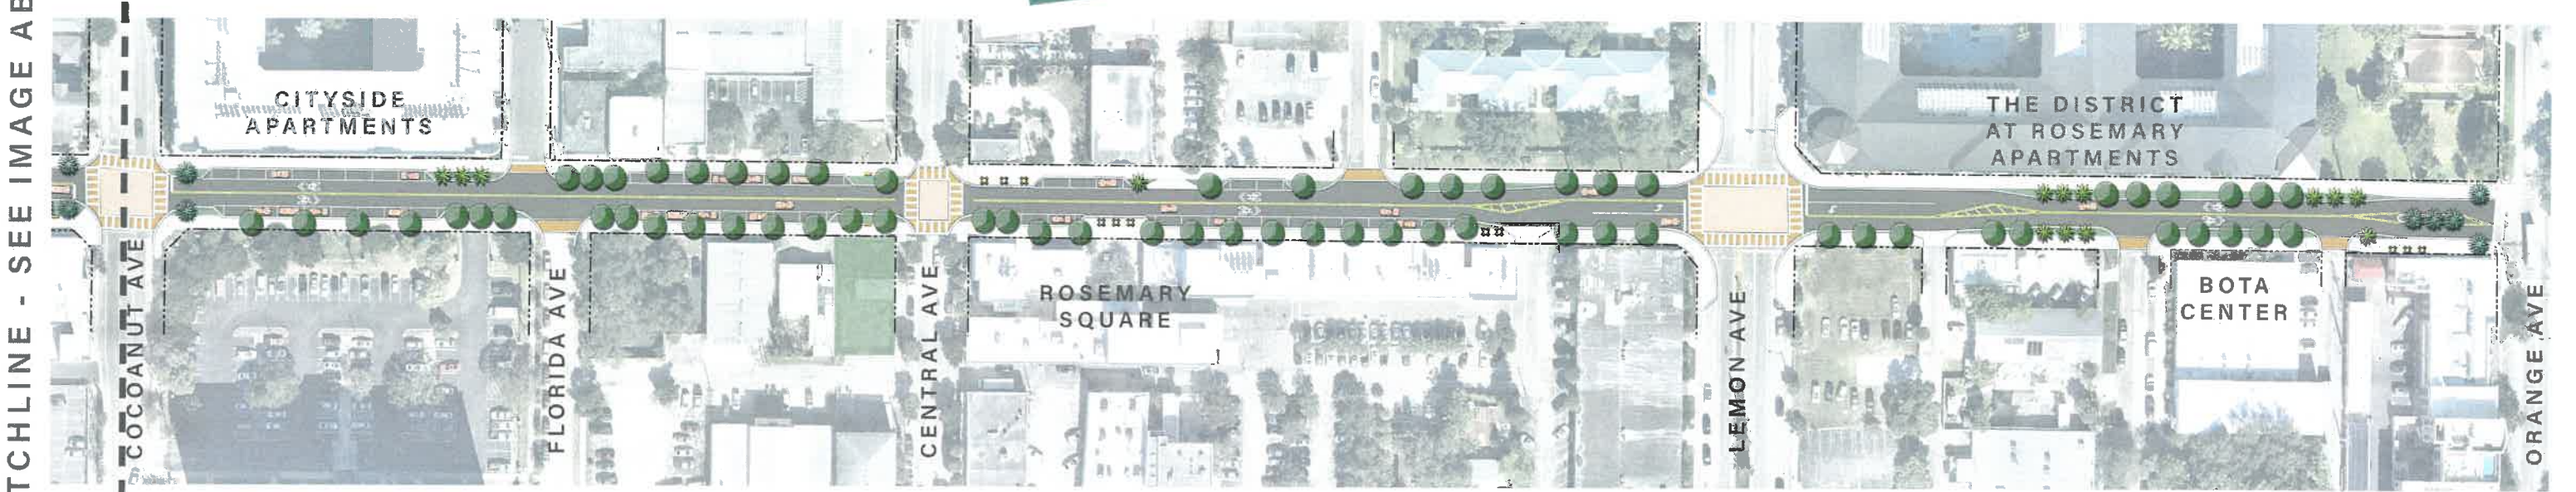 TCHLINE - SEE IMAGE AB
CITYSIDE
APARTMENTS
THE DISTRICT
AT ROSEMARY
APARTMENTS
COCOANUT AVE
FLORIDA AVE
CENTRAL AVE
ROSEMARY
SQUARE
LEMON AVE
BOTA
CENTER
ORANGE AVE